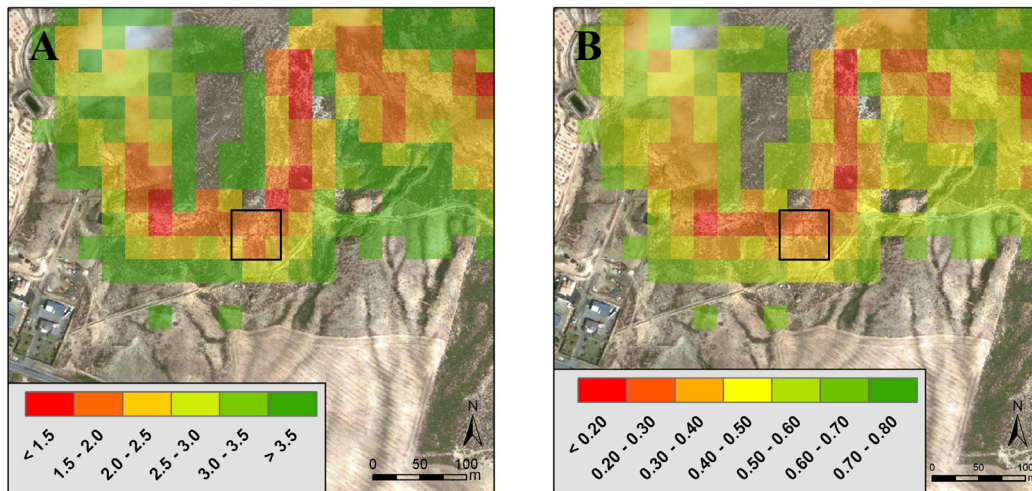 A
B
< 1.5
1.5 - 2.0
2.0 - 2.5
2.5 - 3.0
3.0 - 3.5
> 3.5
N
0 50 100
m
< 0.20
0.20 - 0.30
0.30 - 0.40
0.40 - 0.50
0.50 - 0.60
0.60 - 0.70
0.70 - 0.80
N
0 50 100
m